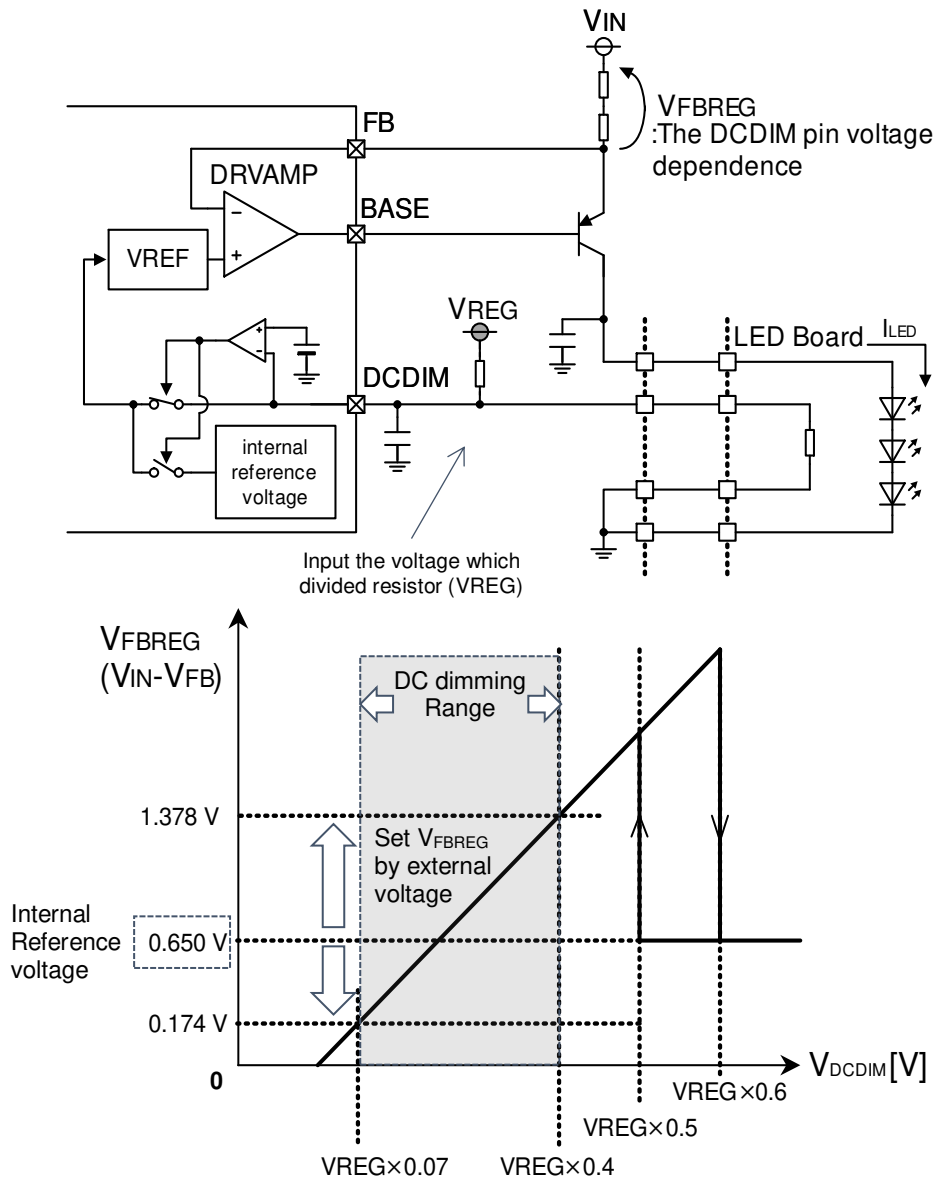 VIN
VFBREG
:The DCDIM pin voltage
dependence
FB
DRVAMP
BASE
−
+
VREF
VREG
+
-
DCDIM
LED Board
ILED
internal
reference
voltage
Input the voltage which
divided resistor (VREG)
VFBREG
(VIN-VFB)
DC dimming
Range
1.378 V
Set VFBREG
by external
voltage
Internal
Reference
voltage
0.650 V
0.174 V
0
VDCDIM [V]
VREG×0.6
VREG×0.5
VREG×0.07
VREG×0.4